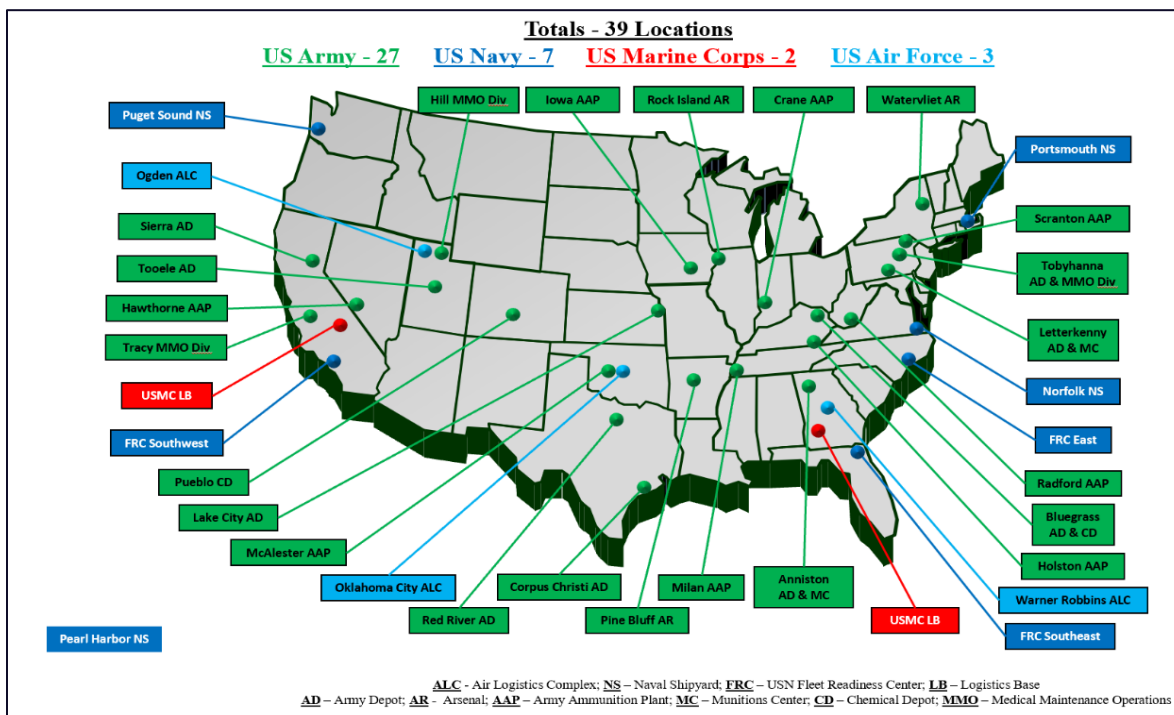 Totals - 39 Locations
US Army - 27
US Navy - 7
US Marine Corps - 2
US Air Force - 3
Hill MMO Div
Iowa AAP
Rock Island AR
Crane AAP
Watervliet AR
Puget Sound NS
Portsmouth NS
Ogden ALC
Scranton AAP
Sierra AD
Tobyhanna
AD & MMO Div
Tooele AD
Hawthorne AAP
Letterkenny
AD & MC
Tracy MMO Div
USMC LB
Norfolk NS
FRC Southwest
FRC East
Pueblo CD
Radford AAP
Lake City AD
Bluegrass
AD & CD
McAlester AAP
Holston AAP
Oklahoma City ALC
Corpus Christi AD
Milan AAP
Anniston
AD & MC
Warner Robbins ALC
Red River AD
Pine Bluff AR
USMC LB
FRC Southeast
Pearl Harbor NS
ALC - Air Logistics Complex; NS – Naval Shipyard; FRC – USN Fleet Readiness Center; LB – Logistics Base
AD – Army Depot; AR - Arsenal; AAP – Army Ammunition Plant; MC – Munitions Center; CD – Chemical Depot; MMO – Medical Maintenance Operations